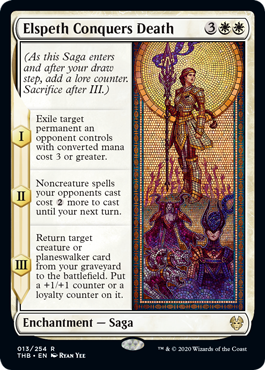 Elspeth Conquers Death 3
(As this Saga enters
and after your draw
step, add a lore counter.
Sacrifice after III.)
I
Exile target
permanent an
opponent controls
with converted mana
cost 3 or greater.
II
Noncreature spells
your opponents cast
cost 2 more to cast
until your next turn.
III
Return target
creature or
planeswalker card
from your graveyard
to the battlefield. Put
a +1/+1 counter or a
loyalty counter on it.
Enchantment — Saga
013/254 R
THB • EN Ryan Yee
™ & © 2020 Wizards of the Coast